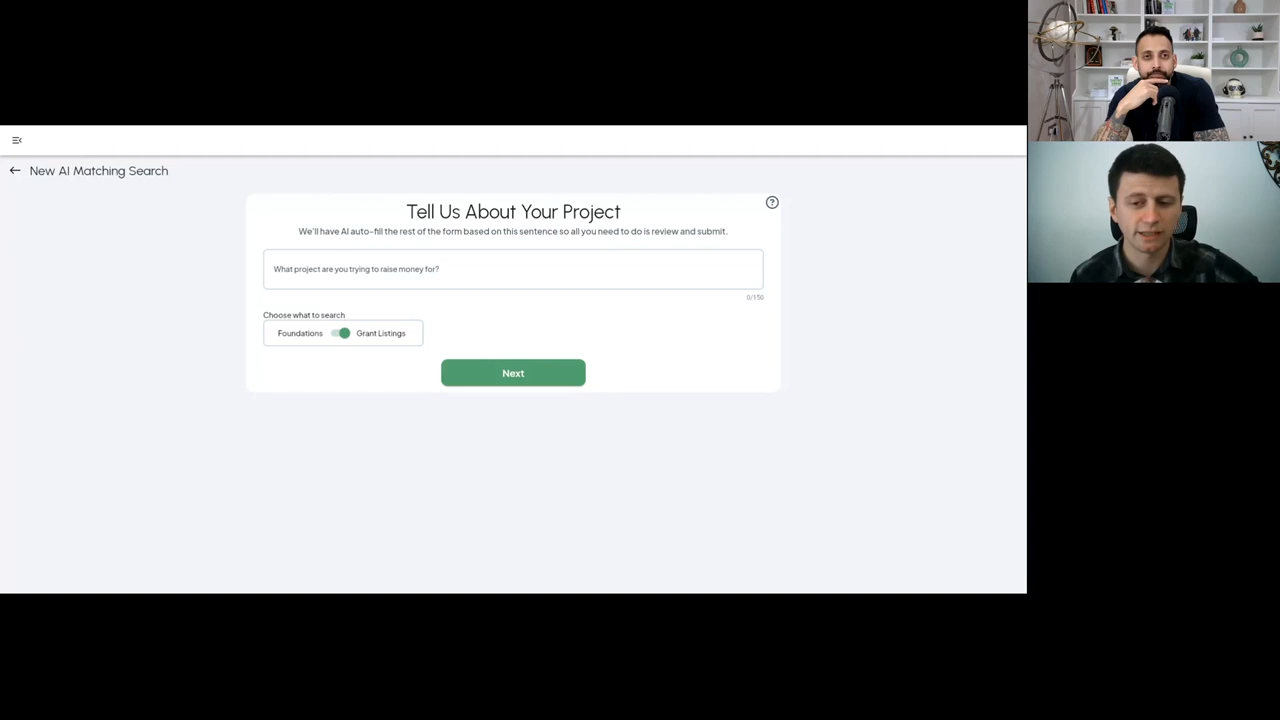 New AI Matching Search
Tell Us About Your Project
We'll have AI auto-fill the rest of the form based on this sentence so all you need to do is review and submit.
What project are you trying to raise money for?
0/150
Choose what to search
Foundations Grant Listings
Next